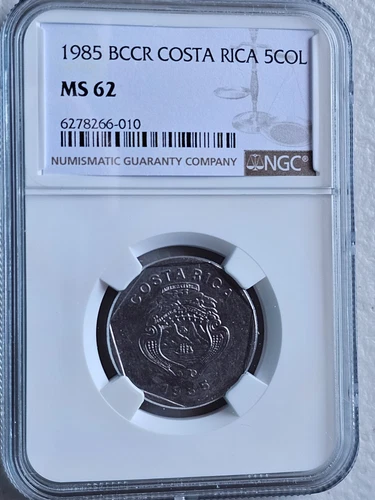 1985 BCCR COSTA RICA 5COL
MS 62
6278266-010
NUMISMATIC GUARANTY COMPANY
NGC®
COSTA RICA
1985